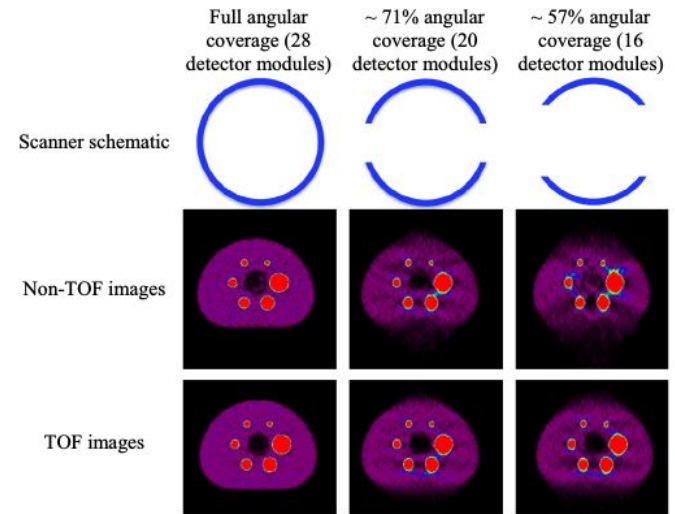 Full angular
coverage (28
detector modules)
~ 71% angular
coverage (20
detector modules)
~ 57% angular
coverage (16
detector modules)
Scanner schematic
Non-TOF images
TOF images